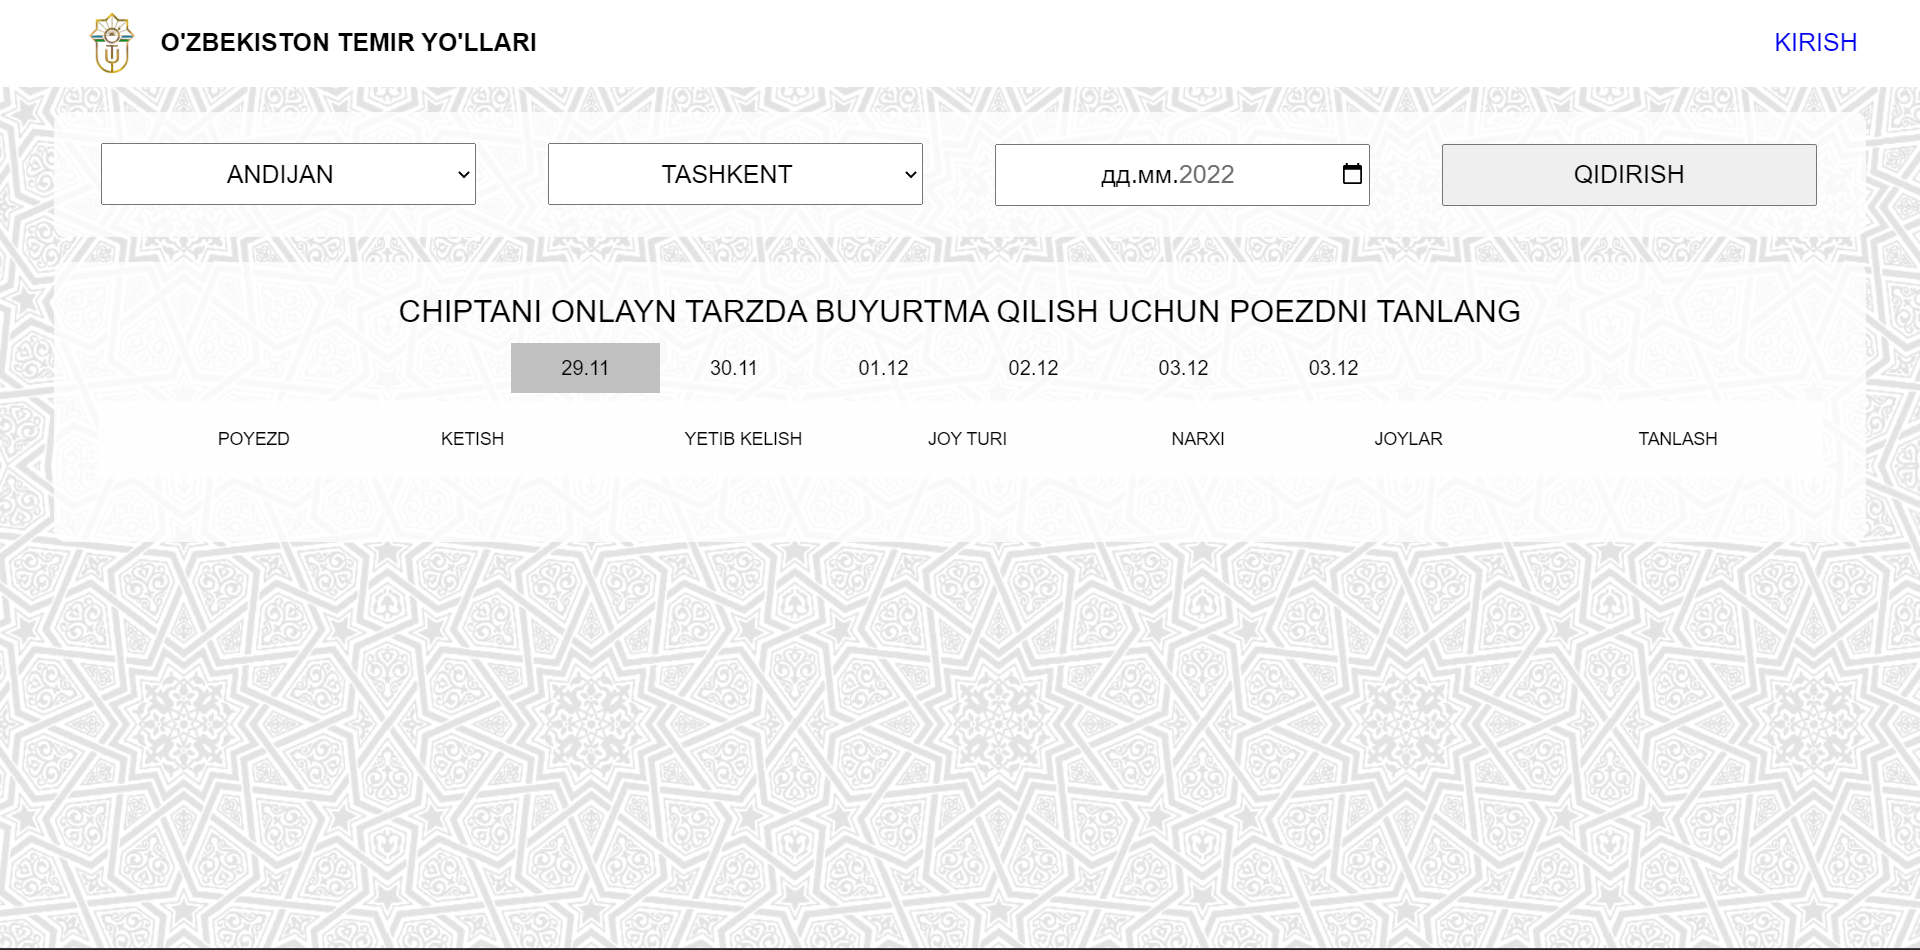 O'ZBEKISTON TEMIR YO'LLARI
KIRISH
ANDIJAN
TASHKENT
дд.мм.2022
QIDIRISH
CHIPTANI ONLAYN TARZDA BUYURTMA QILISH UCHUN POEZDNI TANLANG
29.11 30.11 01.12 02.12 03.12 03.12
POYEZD KETISH YETIB KELISH JOY TURI NARXI JOYLAR TANLASH